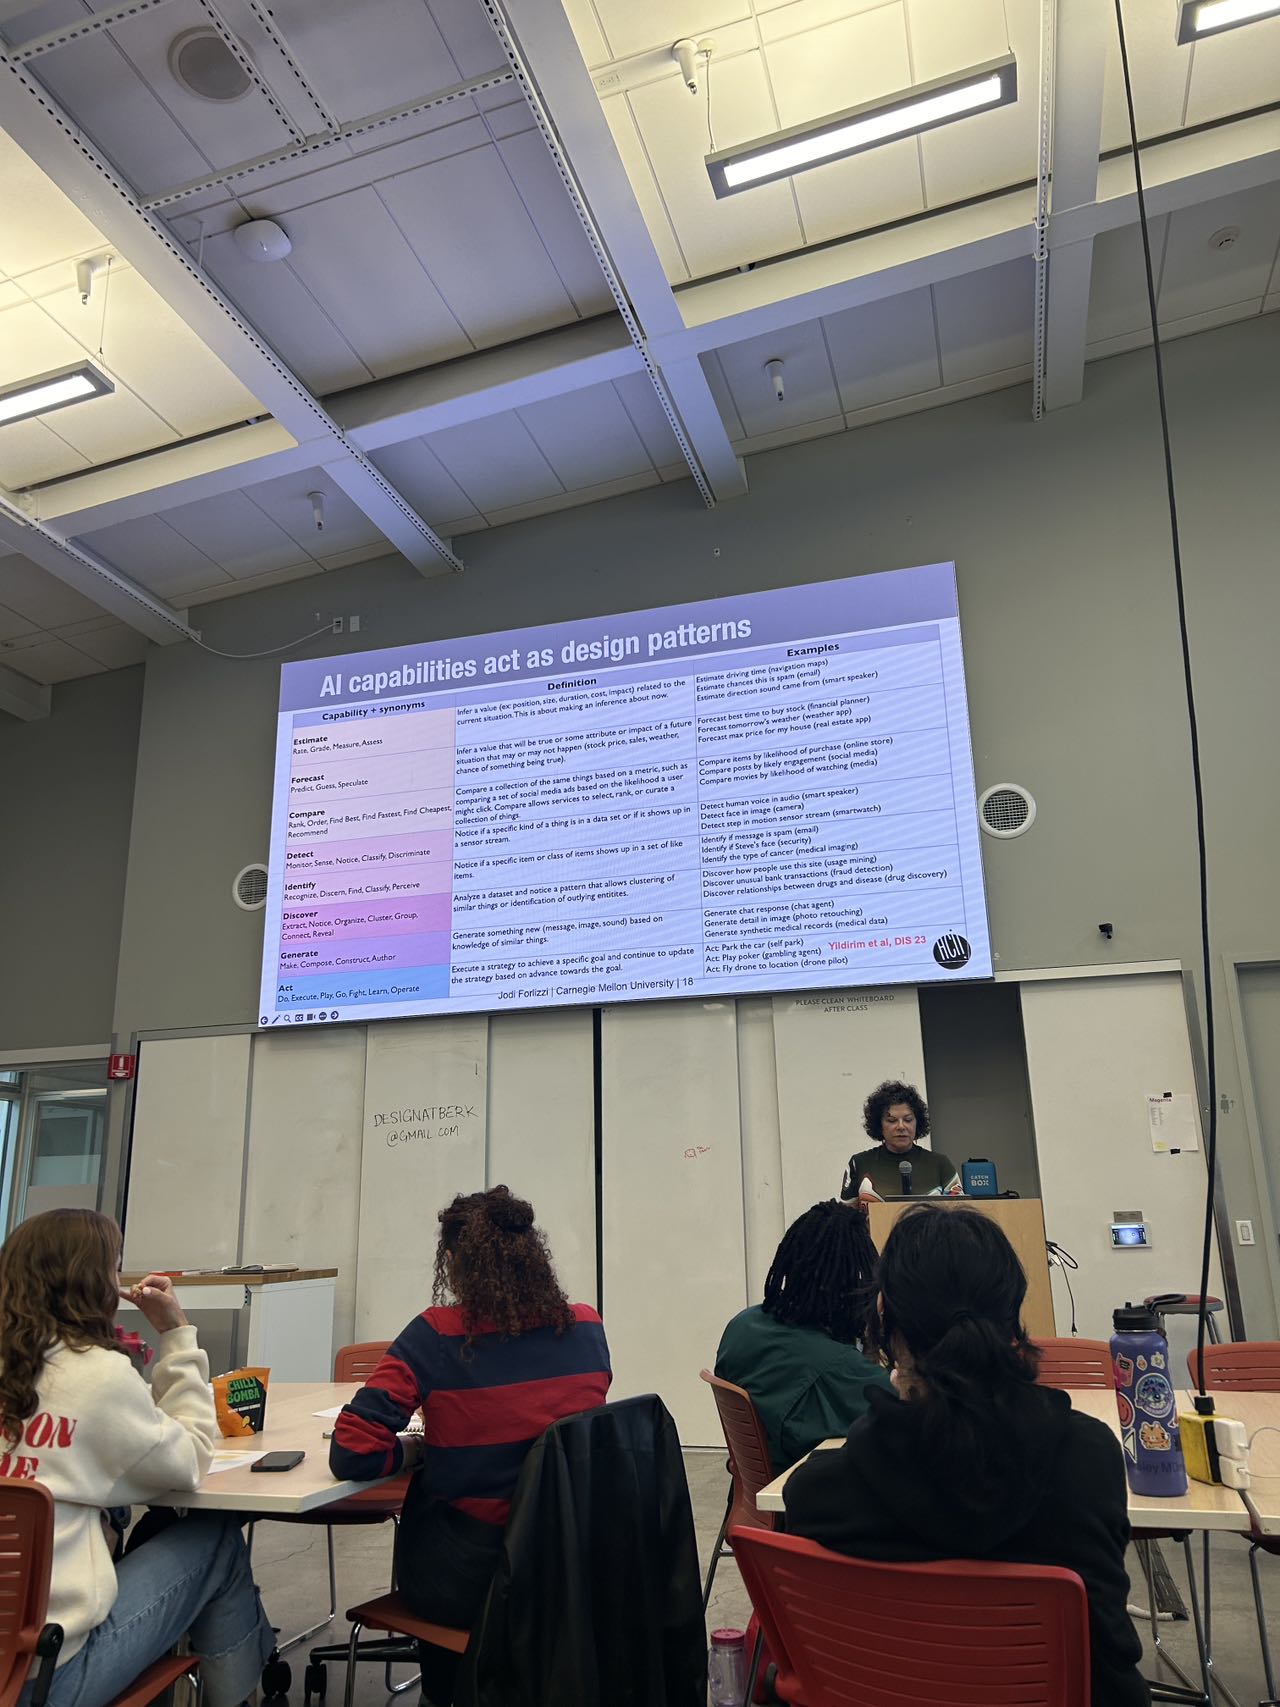 AI capabilities act as design patterns
Capability + synonyms
Definition
Examples
Estimate
Rate, Grade, Measure, Assess
Infer a value (ex: position, size, duration, cost, impact) related to the
current situation. This is about making an inference about now.
Estimate driving time (navigation maps)
Estimate chances this is spam (email)
Estimate direction sound came from (smart speaker)
Forecast
Predict, Guess, Speculate
Infer a value that will be true or some attribute or impact of a future
situation that may or may not happen (stock price, sales, weather,
chance of something being true).
Forecast best time to buy stock (financial planner)
Forecast tomorrow's weather (weather app)
Forecast max price for my house (real estate app)
Compare
Rank, Order, Find Best, Find Fastest, Find Cheapest,
Recommend
Compare a collection of the same things based on a metric, such as
comparing a set of social media ads based on the likelihood a user
might click. Compare allows services to select, rank, or curate a
collection of things.
Compare items by likelihood of purchase (online store)
Compare posts by likely engagement (social media)
Compare movies by likelihood of watching (media)
Detect
Monitor, Sense, Notice, Classify, Discriminate
Notice if a specific kind of a thing is in a data set or if it shows up in
a sensor stream.
Detect human voice in audio (smart speaker)
Detect face in image (camera)
Detect step in motion sensor stream (smartwatch)
Identify
Recognize, Discern, Find, Classify, Perceive
Notice if a specific item or class of items shows up in a set of like
items.
Identify if message is spam (email)
Identify if Steve's face (security)
Identify the type of cancer (medical imaging)
Discover
Extract, Notice, Organize, Cluster, Group,
Connect, Reveal
Analyze a dataset and notice a pattern that allows clustering of
similar things or identification of outlying entitites.
Discover how people use this site (usage mining)
Discover unusual bank transactions (fraud detection)
Discover relationships between drugs and disease (drug discovery)
Generate
Make, Compose, Construct, Author
Generate something new (message, image, sound) based on
knowledge of similar things.
Generate chat response (chat agent)
Generate detail in image (photo retouching)
Generate synthetic medical records (medical data)
Act
Do, Execute, Play, Go, Fight, Learn, Operate
Execute a strategy to achieve a specific goal and continue to update
the strategy based on advance towards the goal.
Act: Park the car (self park)
Act: Play poker (gambling agent)
Act: Fly drone to location (drone pilot)
Yildirim et al, DIS 23
HCII
Jodi Forlizzi | Carnegie Mellon University | 18
PLEASE CLEAN WHITEBOARD
AFTER CLASS
DESIGNATBERK
@GMAIL.COM
Magenta
CATCH
BOX
CHILLI
BOMBA